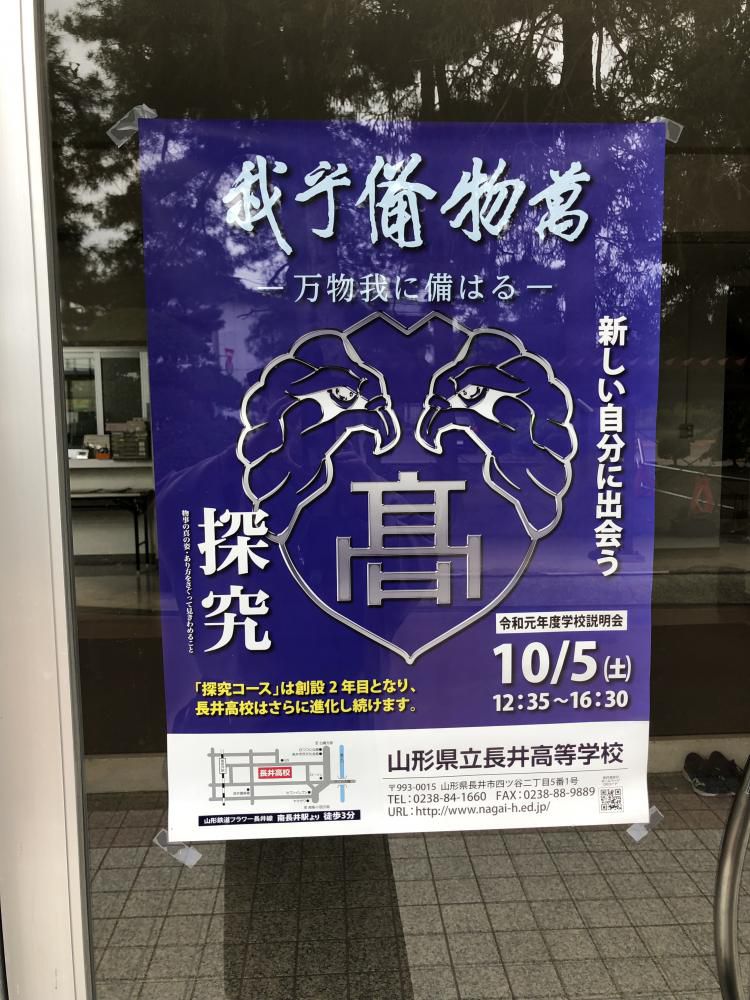 我乎備物萬
－万物我に備はる－
新しい自分に出会う
高
探究
物事の真の姿・あり方をさぐって見きわめること
令和元年度学校説明会
10/5(土)
12:35～16:30
「探究コース」は創設2年目となり、
長井高校はさらに進化し続けます。
長井高校
山形鉄道フラワー長井線 南長井駅より 徒歩3分
山形県立長井高等学校
〒993-0015 山形県長井市四ツ谷二丁目5番1号
TEL:0238-84-1660 FAX:0238-88-9889
URL:http://www.nagai-h.ed.jp/